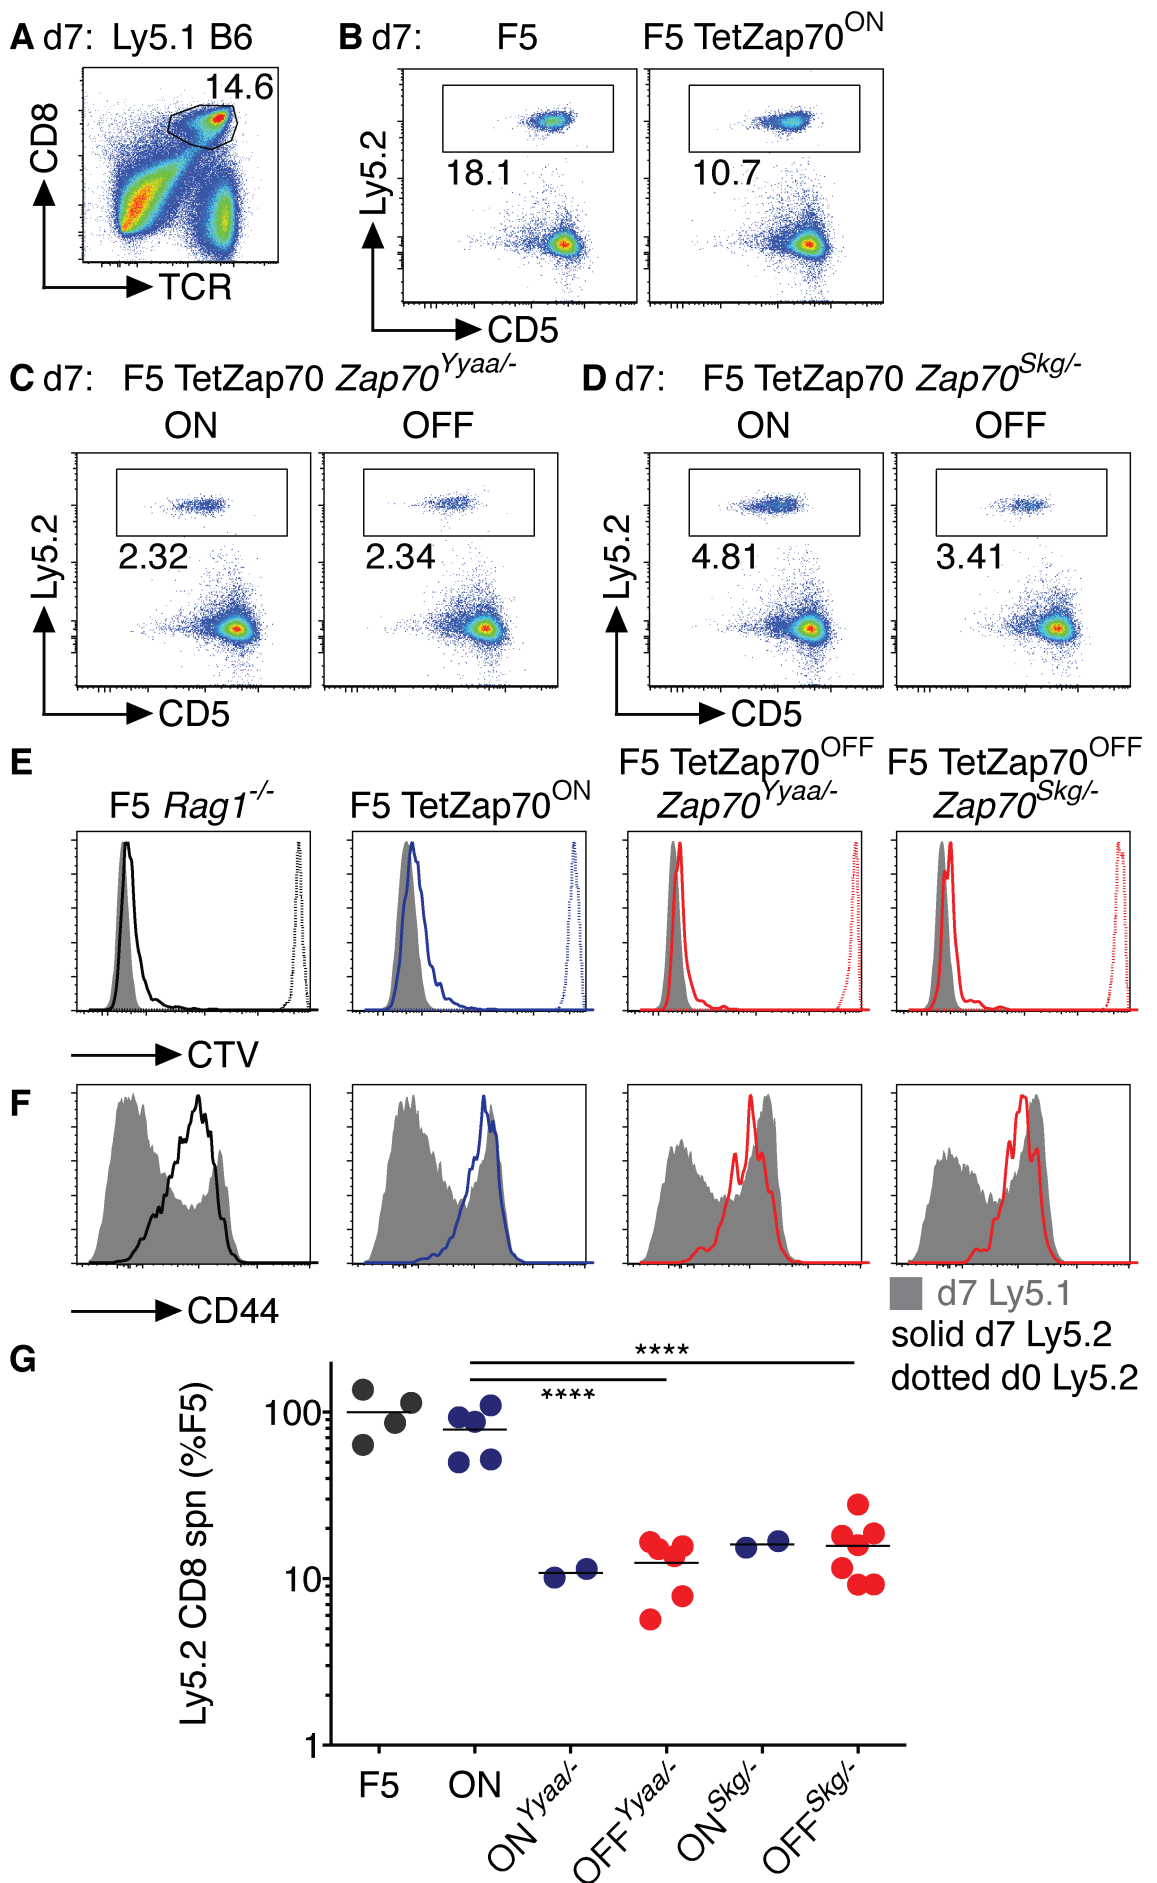 A d7: Ly5.1 B6
14.6
CD8
TCR
B d7: F5 F5 TetZap70ON
Ly5.2
18.1
10.7
CD5
C d7: F5 TetZap70 Zap70Yyaa/-
ON OFF
Ly5.2
2.32
2.34
CD5
D d7: F5 TetZap70 Zap70Skg/-
ON OFF
Ly5.2
4.81
3.41
CD5
E
F5 Rag1-/-
F5 TetZap70ON
F5 TetZap70OFF
Zap70Yyaa/-
F5 TetZap70OFF
Zap70Skg/-
CTV
F
CD44
d7 Ly5.1
solid d7 Ly5.2
dotted d0 Ly5.2
G
Ly5.2 CD8 spn (%F5)
****
****
100
10
1
F5
ON
ONYyaa/-
OFFYyaa/-
ONSkg/-
OFFSkg/-